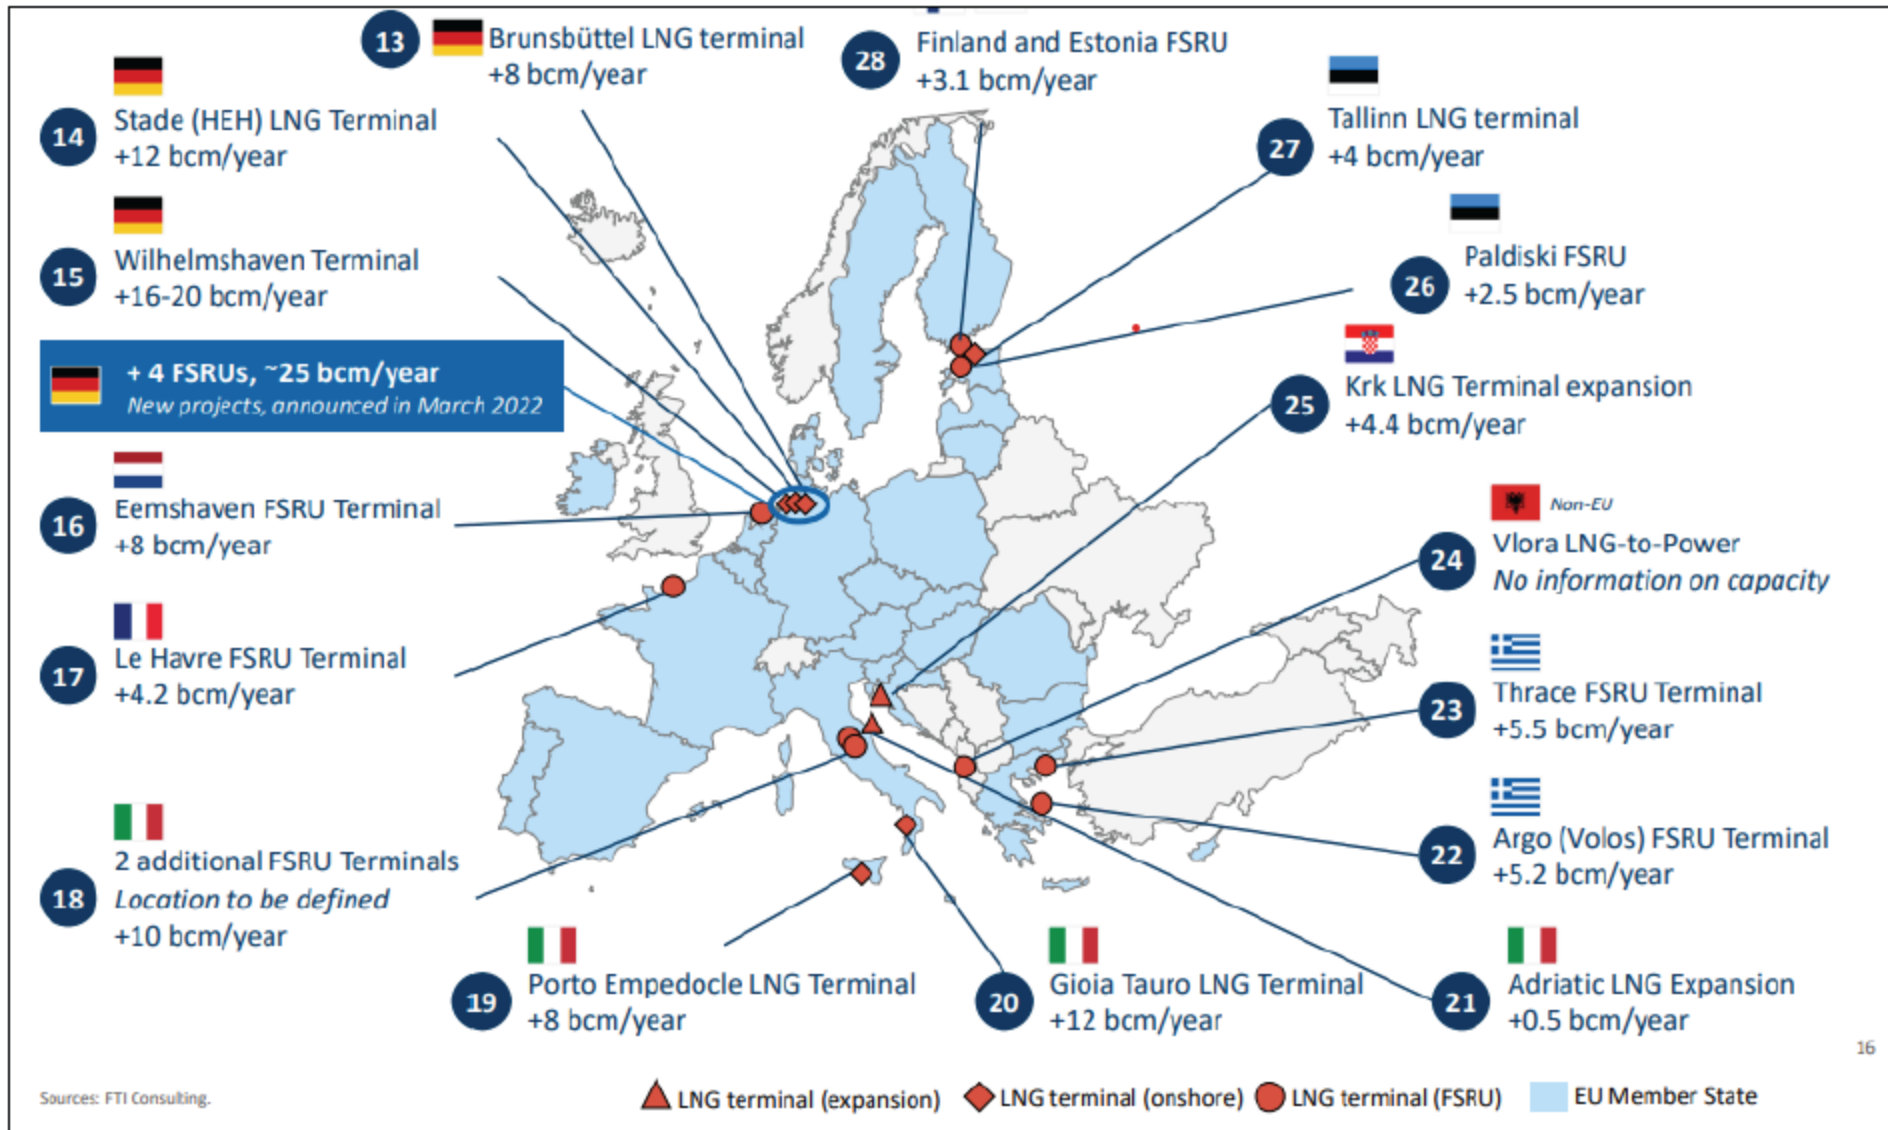 13
Brunsbüttel LNG terminal
+8 bcm/year
28
Finland and Estonia FSRU
+3.1 bcm/year
14
Stade (HEH) LNG Terminal
+12 bcm/year
27
Tallinn LNG terminal
+4 bcm/year
15
Wilhelmshaven Terminal
+16-20 bcm/year
26
Paldiski FSRU
+2.5 bcm/year
+ 4 FSRUs, ~25 bcm/year
New projects, announced in March 2022
25
Krk LNG Terminal expansion
+4.4 bcm/year
16
Eemshaven FSRU Terminal
+8 bcm/year
Non-EU
24
Vlora LNG-to-Power
No information on capacity
17
Le Havre FSRU Terminal
+4.2 bcm/year
23
Thrace FSRU Terminal
+5.5 bcm/year
18
2 additional FSRU Terminals
Location to be defined
+10 bcm/year
22
Argo (Volos) FSRU Terminal
+5.2 bcm/year
19
Porto Empedocle LNG Terminal
+8 bcm/year
20
Gioia Tauro LNG Terminal
+12 bcm/year
21
Adriatic LNG Expansion
+0.5 bcm/year
16
Sources: FTI Consulting.
LNG terminal (expansion)
LNG terminal (onshore)
LNG terminal (FSRU)
EU Member State